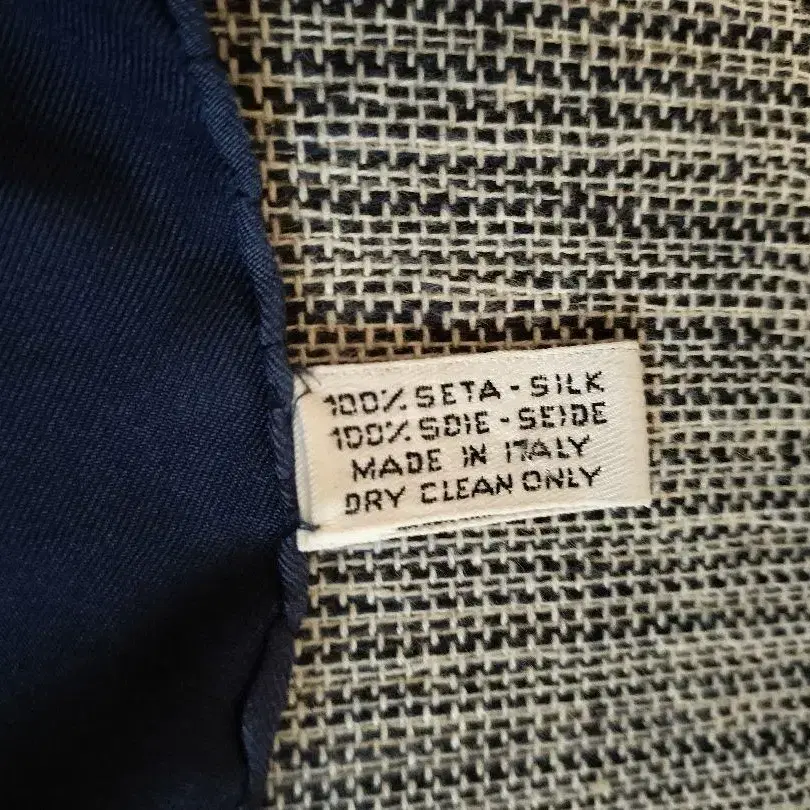 100% SETA - SILK
100% SOIE - SEIDE
MADE IN ITALY
DRY CLEAN ONLY